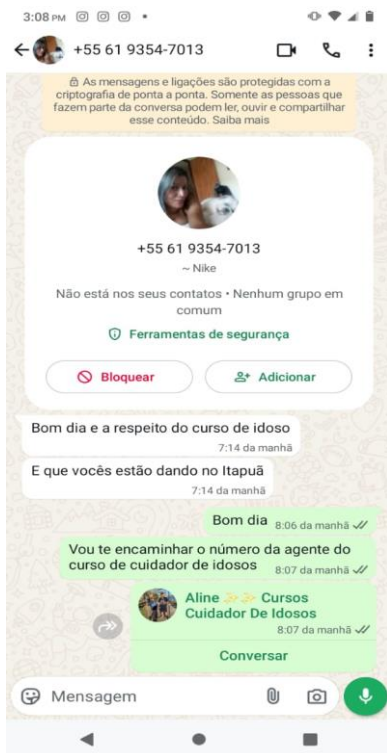 3:08 PM
+55 61 9354-7013
As mensagens e ligações são protegidas com a
criptografia de ponta a ponta. Somente as pessoas que
fazem parte da conversa podem ler, ouvir e compartilhar
esse conteúdo. Saiba mais
+55 61 9354-7013
~ Nike
Não está nos seus contatos • Nenhum grupo em
comum
Ferramentas de segurança
Bloquear
Adicionar
Bom dia e a respeito do curso de idoso
7:14 da manhã
E que vocês estão dando no Itapuã
7:14 da manhã
Bom dia 8:06 da manhã
Vou te encaminhar o número da agente do
curso de cuidador de idosos 8:07 da manhã
Aline Cursos
Cuidador De Idosos
8:07 da manhã
Conversar
Mensagem